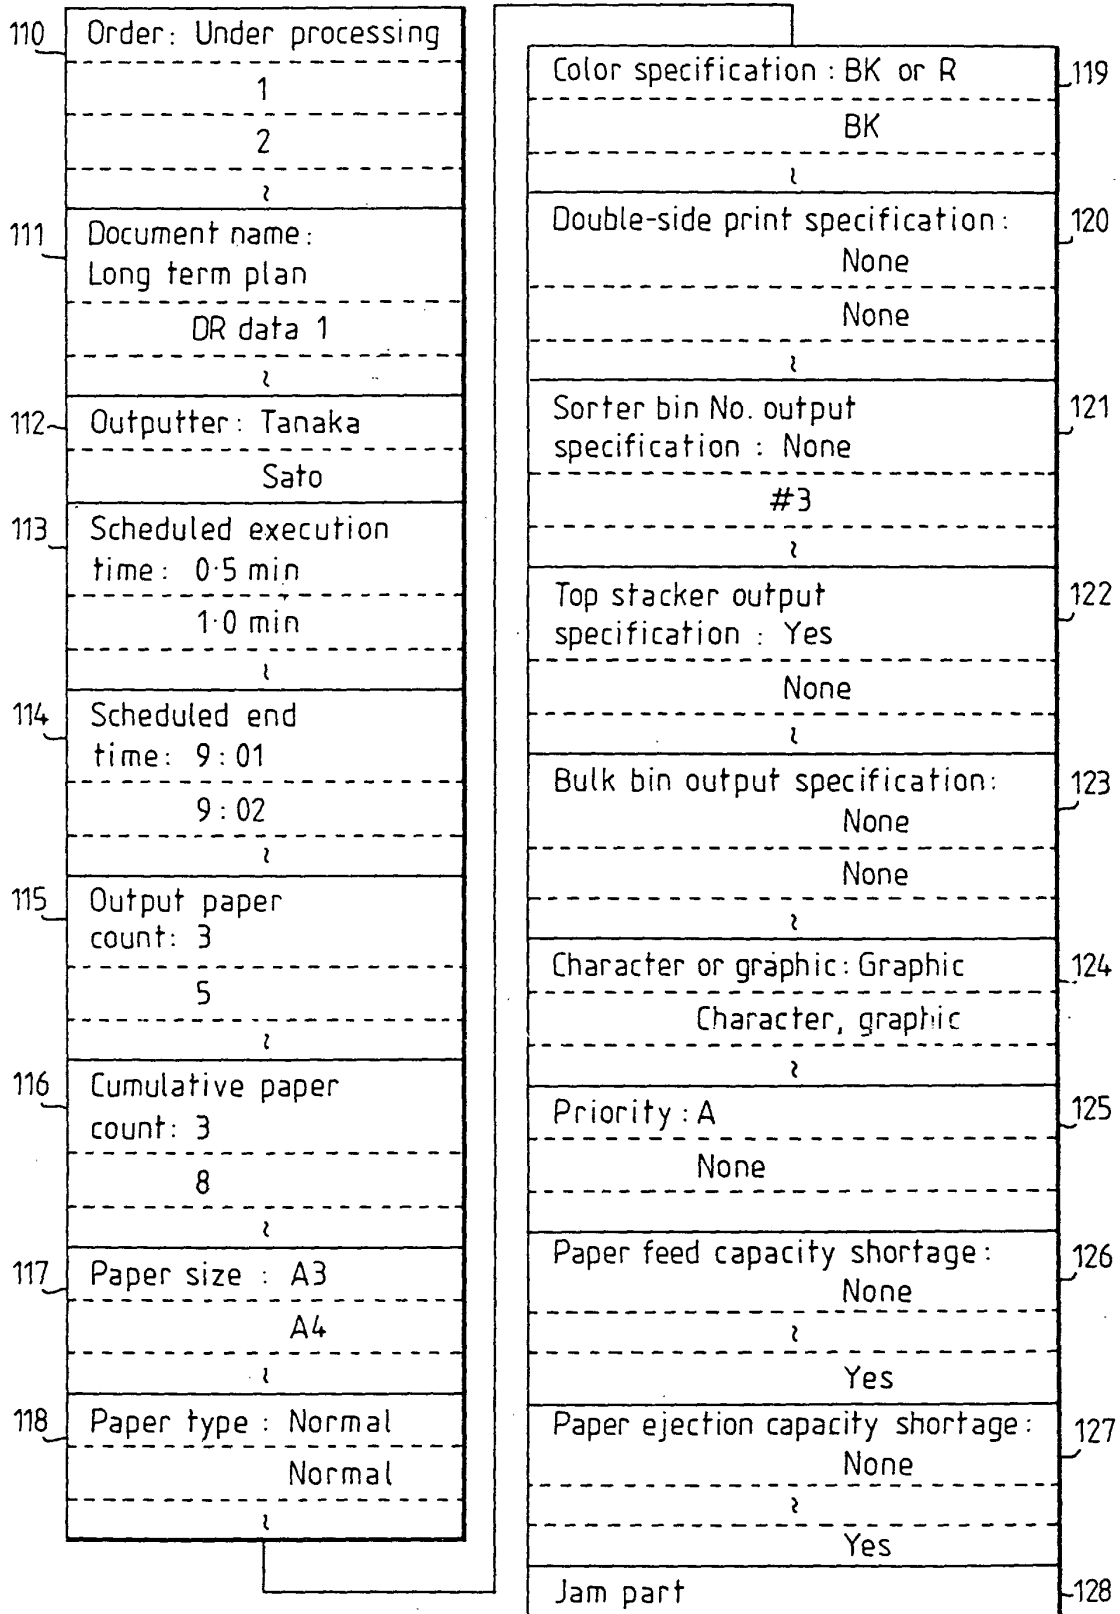 110 Order: Under processing
1
2
~
111 Document name:
Long term plan
DR data 1
~
112 Outputter: Tanaka
Sato
113 Scheduled execution
time: 0·5 min
1·0 min
~
114 Scheduled end
time: 9:01
9:02
~
115 Output paper
count: 3
5
~
116 Cumulative paper
count: 3
8
~
117 Paper size : A3
A4
~
118 Paper type : Normal
Normal
~
Color specification : BK or R 119
BK
~
Double-side print specification: 120
None
None
~
Sorter bin No. output 121
specification : None
#3
~
Top stacker output 122
specification : Yes
None
~
Bulk bin output specification: 123
None
None
~
Character or graphic: Graphic 124
Character, graphic
~
Priority : A 125
None
Paper feed capacity shortage: 126
None
~
Yes
Paper ejection capacity shortage: 127
None
~
Yes
Jam part 128